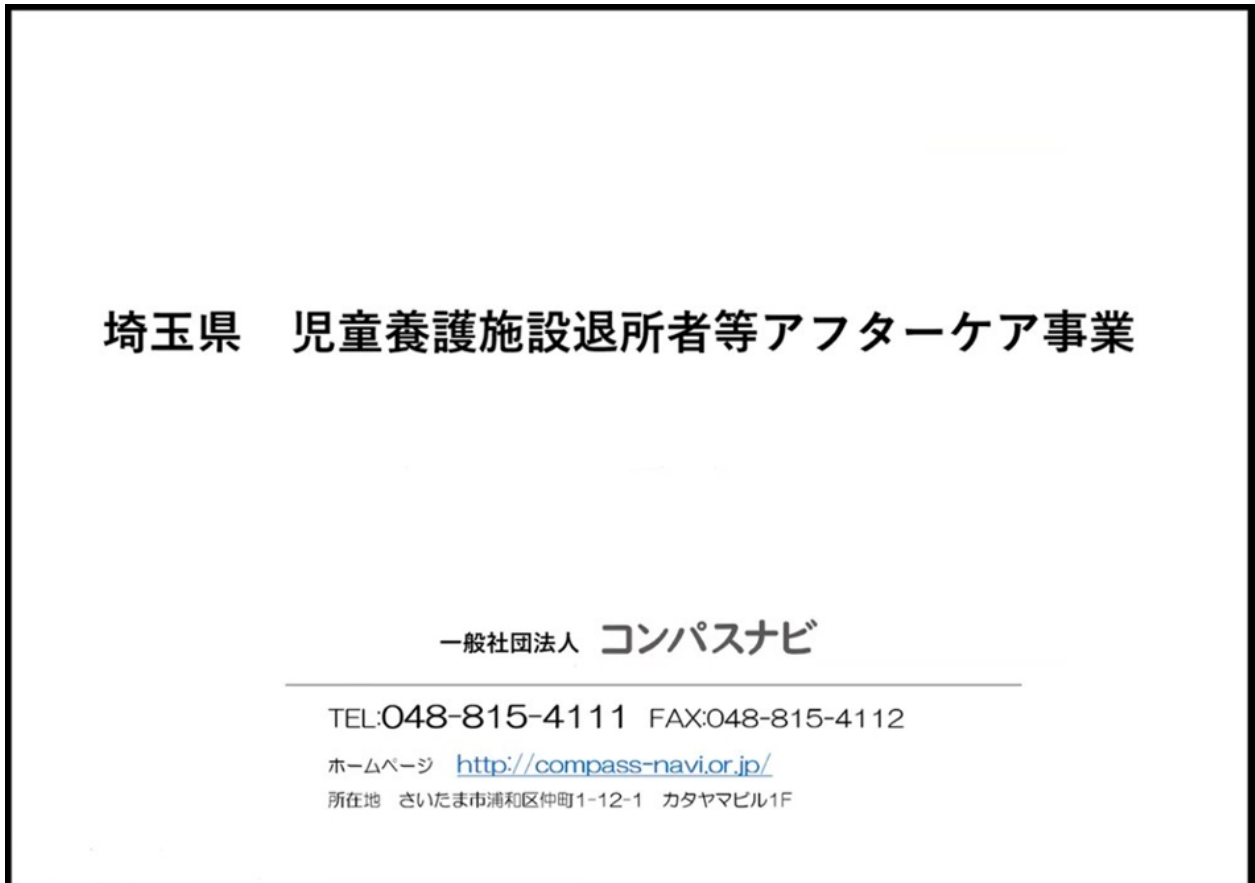 埼玉県　児童養護施設退所者等アフターケア事業
一般社団法人 コンパスナビ
TEL:048-815-4111 FAX:048-815-4112
ホームページ http://compass-navi.or.jp/
所在地 さいたま市浦和区仲町1-12-1 カタヤマビル1F